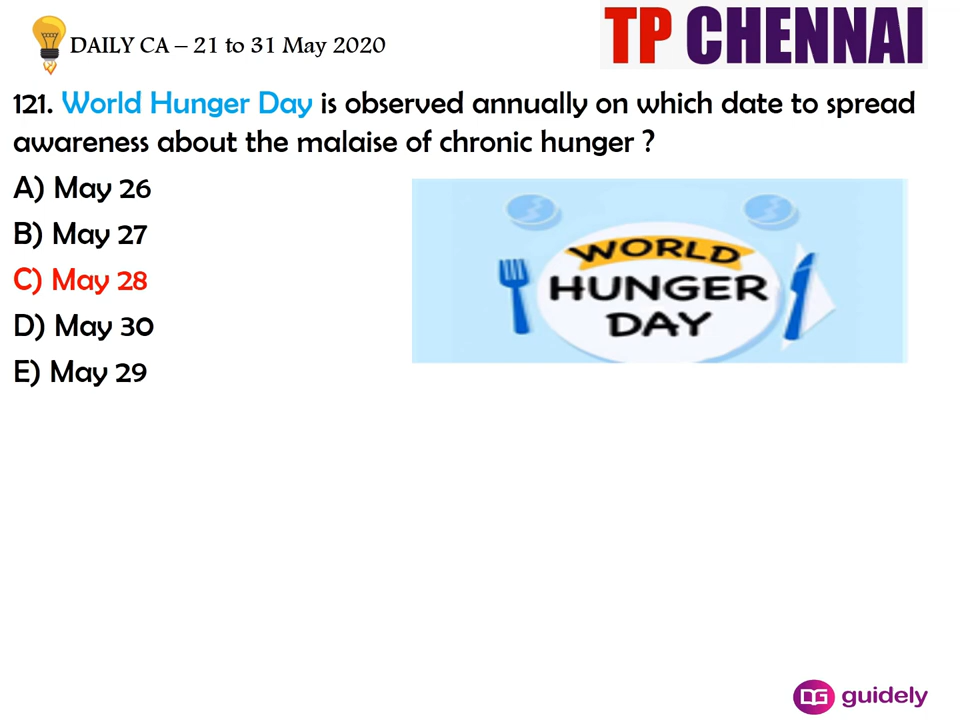 DAILY CA – 21 to 31 May 2020
TP CHENNAI
121. World Hunger Day is observed annually on which date to spread
awareness about the malaise of chronic hunger ?
A) May 26
B) May 27
C) May 28
D) May 30
E) May 29
WORLD
HUNGER
DAY
DG guidely